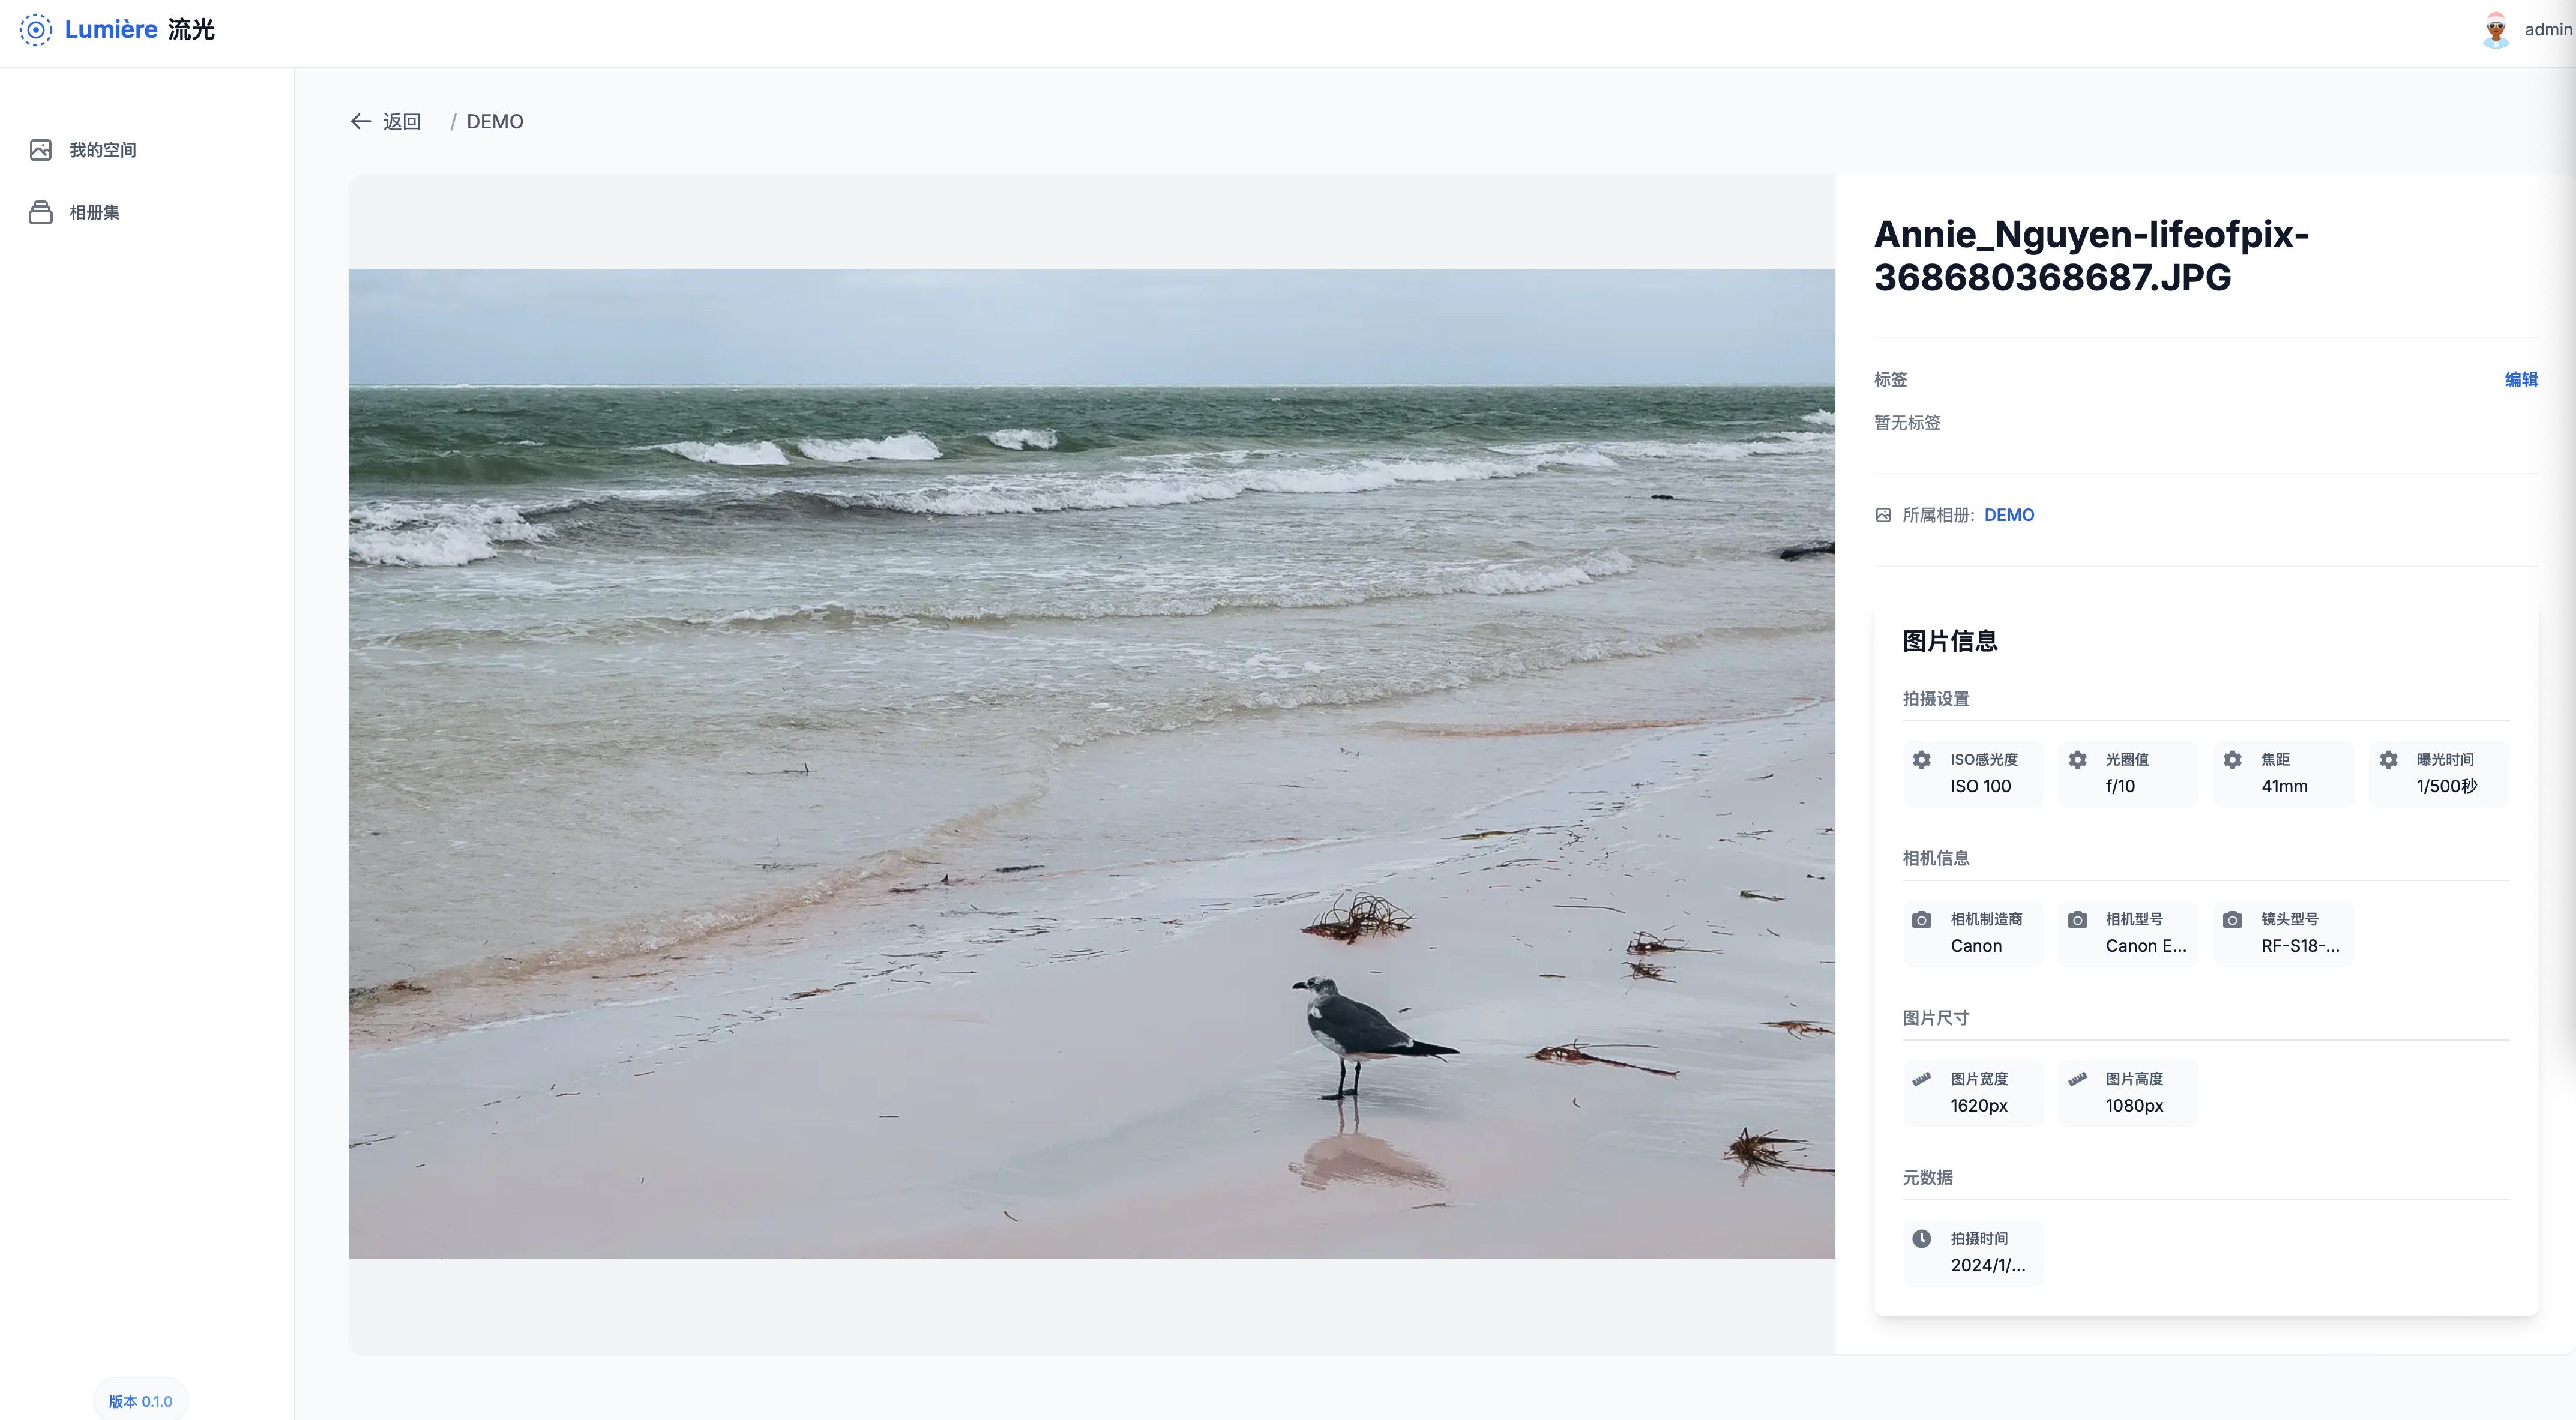 Lumière 流光
admin
我的空间
相册集
返回 / DEMO
Annie_Nguyen-lifeofpix-
368680368687.JPG
标签 编辑
暂无标签
所属相册: DEMO
图片信息
拍摄设置
ISO感光度 光圈值 焦距 曝光时间
ISO 100 f/10 41mm 1/500秒
相机信息
相机制造商 相机型号 镜头型号
Canon Canon E... RF-S18-...
图片尺寸
图片宽度 图片高度
1620px 1080px
元数据
拍摄时间
2024/1/...
版本 0.1.0